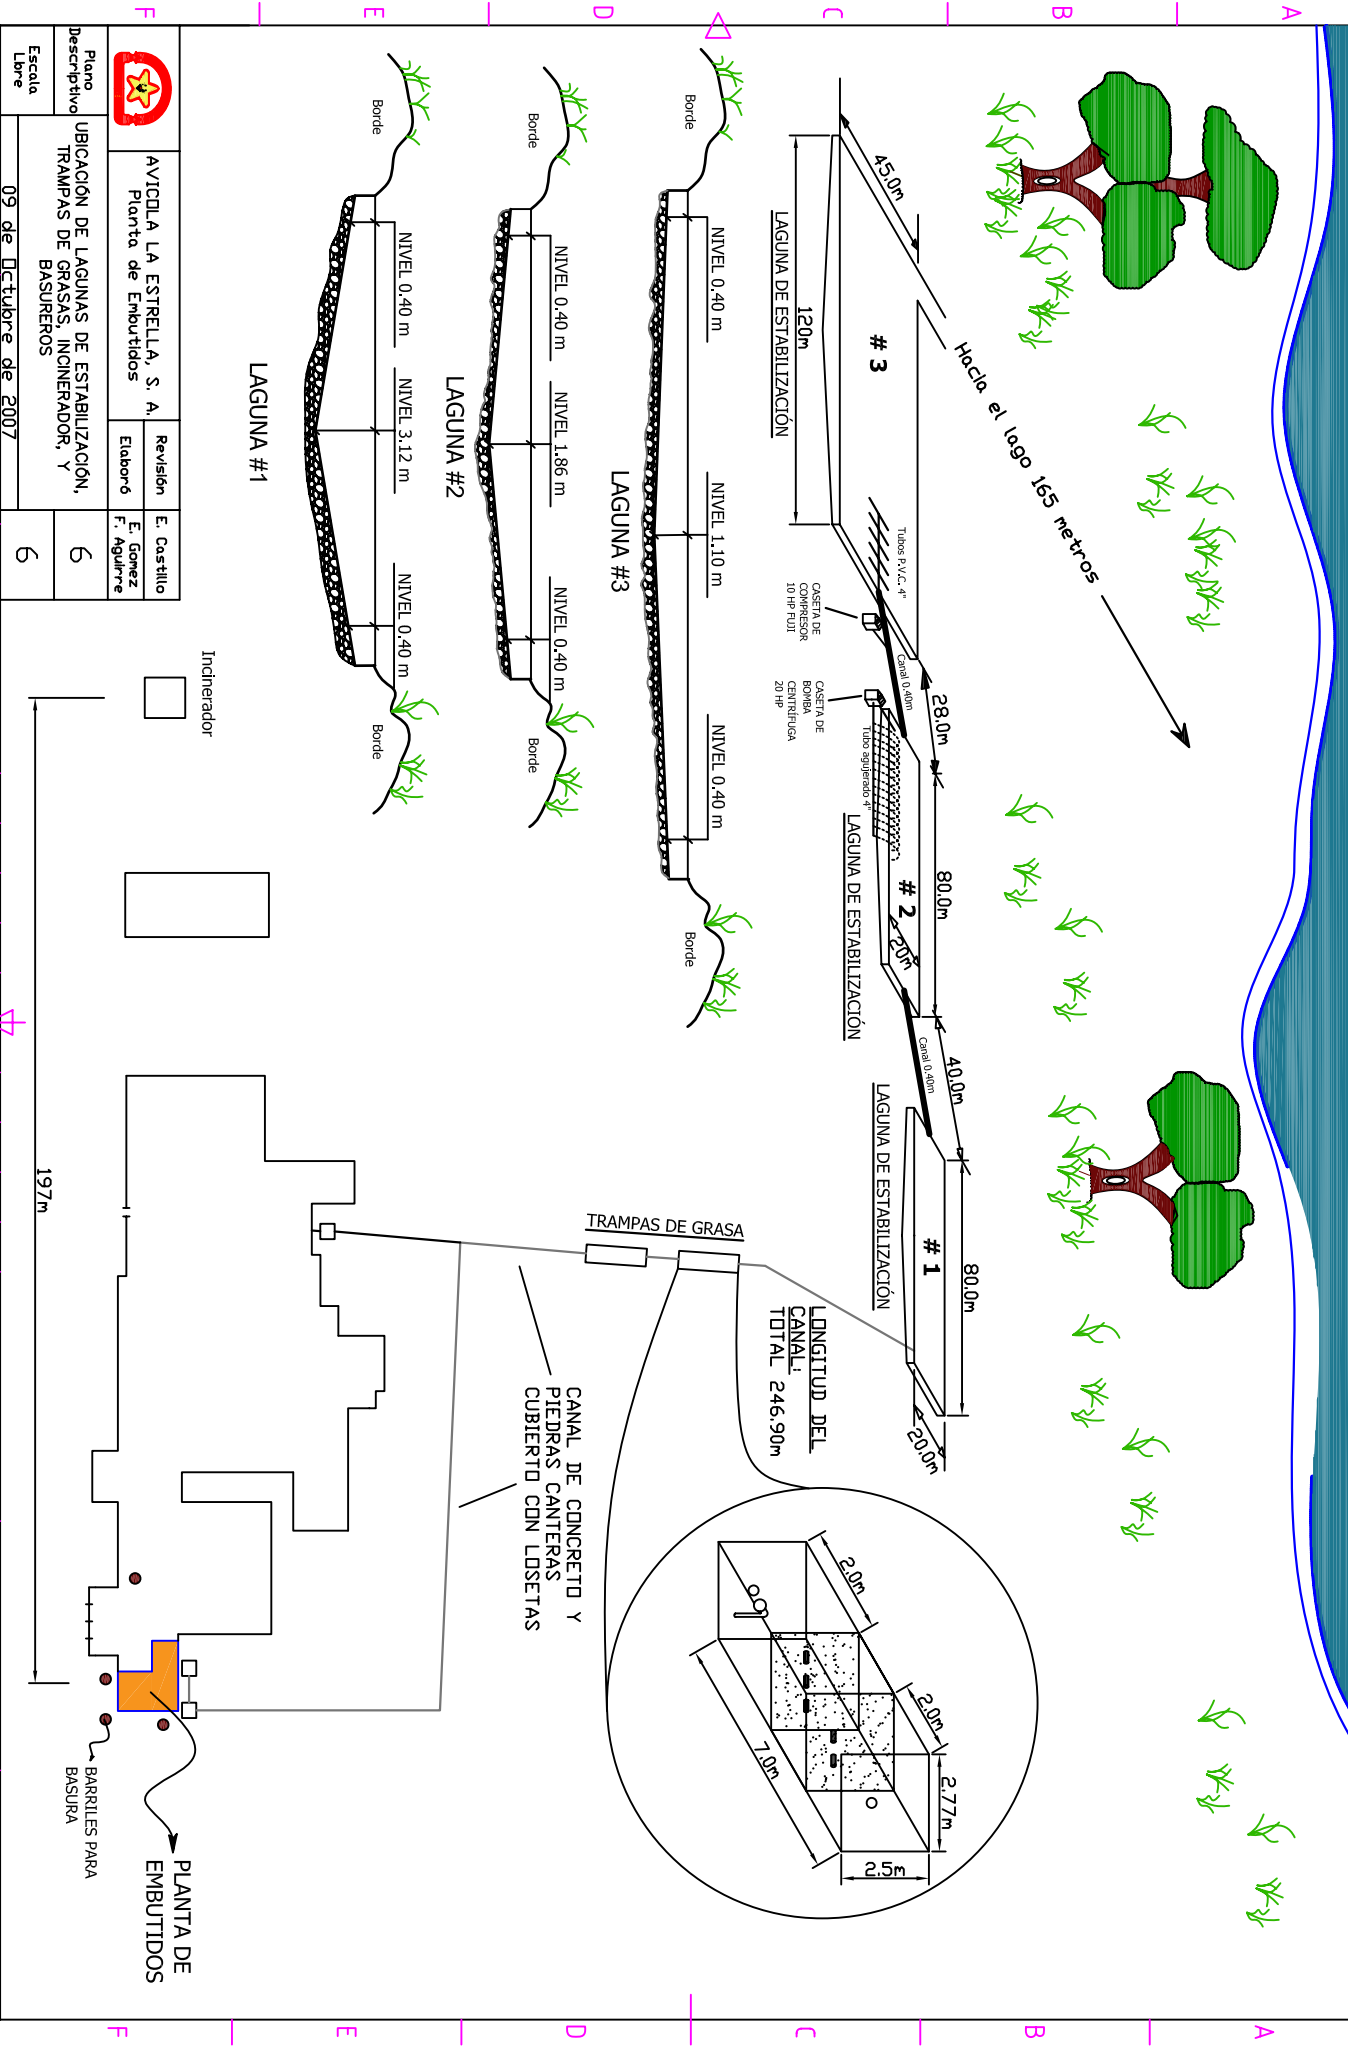 A
B
C
D
E
F
Hacia el lago 165 metros
45.0m
# 3
120m
LAGUNA DE ESTABILIZACIÓN
Tubos P.V.C. 4"
CASETA DE
COMPRESOR
10 HP FUJI
Canal 0.40m
28.0m
CASETA DE
BOMBA
CENTRÍFUGA
20 HP
Tubo agujerado 4"
80.0m
# 2
20m
LAGUNA DE ESTABILIZACIÓN
40.0m
Canal 0.40m
80.0m
# 1
20.0m
LAGUNA DE ESTABILIZACIÓN
LONGITUD DEL
CANAL:
TOTAL 246.90m
TRAMPAS DE GRASA
CANAL DE CONCRETO Y
PIEDRAS CANTERAS
CUBIERTO CON LOSETAS
2.0m
2.0m
2.77m
7.0m
2.5m
Borde
NIVEL 0.40 m
NIVEL 1.10 m
NIVEL 0.40 m
Borde
LAGUNA #3
Borde
NIVEL 0.40 m
NIVEL 1.86 m
NIVEL 0.40 m
Borde
LAGUNA #2
Borde
NIVEL 0.40 m
NIVEL 3.12 m
NIVEL 0.40 m
Borde
LAGUNA #1
Incinerador
197m
PLANTA DE
EMBUTIDOS
BARRILES PARA
BASURA
AVICOLA LA ESTRELLA, S. A.
Planta de Embutidos
Revisión
E. Castillo
Elaboró
E. Gomez
F. Aguirre
Plano
Descriptivo
UBICACIÓN DE LAGUNAS DE ESTABILIZACIÓN,
TRAMPAS DE GRASAS, INCINERADOR, Y
BASUREROS
6
Escala
Libre
09 de Octubre de 2007
6
A
B
C
D
E
F